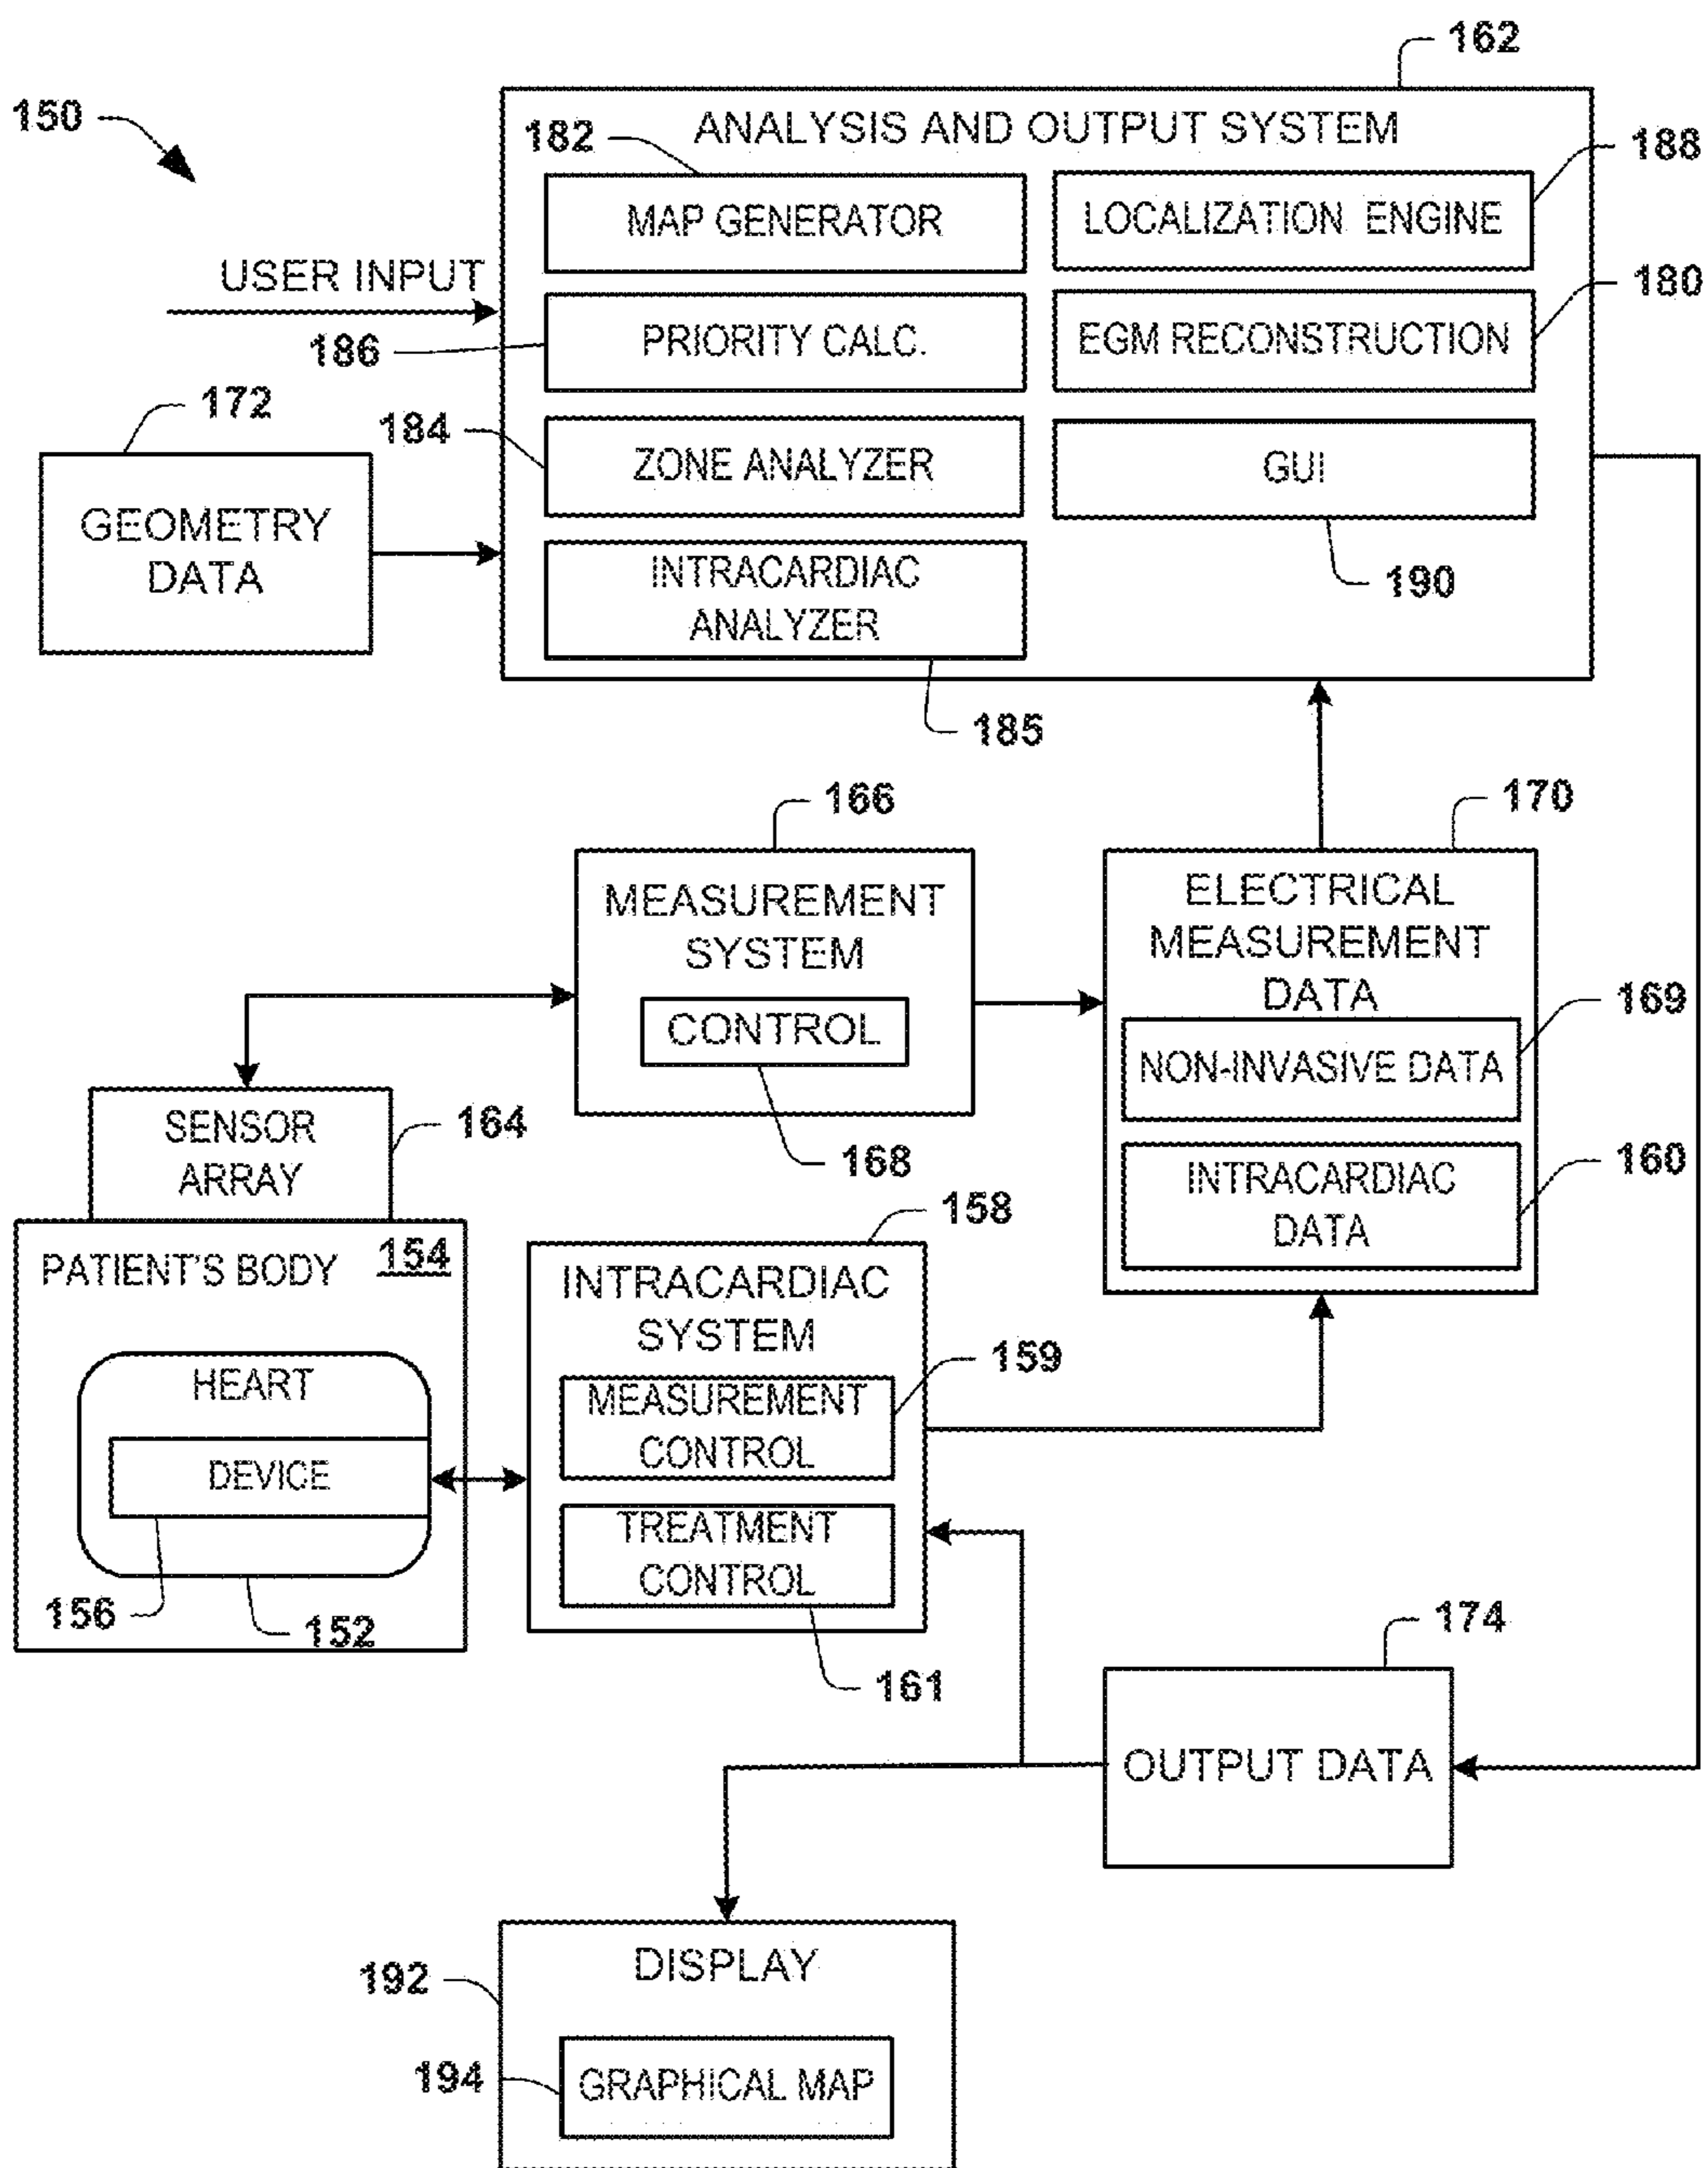 162
150
ANALYSIS AND OUTPUT SYSTEM
182
188
MAP GENERATOR
LOCALIZATION ENGINE
USER INPUT
180
186
PRIORITY CALC.
EGM RECONSTRUCTION
172
184
ZONE ANALYZER
GUI
GEOMETRY
DATA
INTRACARDIAC
ANALYZER
190
185
166
170
MEASUREMENT
SYSTEM
CONTROL
168
ELECTRICAL
MEASUREMENT
DATA
169
NON-INVASIVE DATA
160
INTRACARDIAC
DATA
SENSOR
ARRAY
164
PATIENT'S BODY
154
HEART
DEVICE
156
152
158
INTRACARDIAC
SYSTEM
159
MEASUREMENT
CONTROL
TREATMENT
CONTROL
161
174
OUTPUT DATA
192
DISPLAY
194
GRAPHICAL MAP